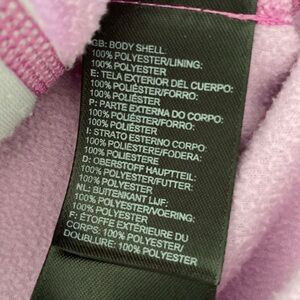 GB: BODY SHELL:
100% POLYESTER/LINING:
100% POLYESTER
E: TELA EXTERIOR DEL CUERPO:
100% POLIÉSTER/FORRO:
100% POLIÉSTER
P: PARTE EXTERNA DO CORPO:
100% POLIÉSTER/FORRO:
100% POLIÉSTER
I: STRATO ESTERNO CORPO:
100% POLIESTERE/FODERA:
100% POLIESTERE
D: OBERSTOFF HAUPTTEIL:
100% POLYESTER/FUTTER:
100% POLYESTER
NL: BUITENKANT LIJF:
100% POLYESTER/VOERING:
100% POLYESTER
F: ÉTOFFE EXTÉRIEURE DU
CORPS: 100% POLYESTER/
DOUBLURE: 100% POLYESTER